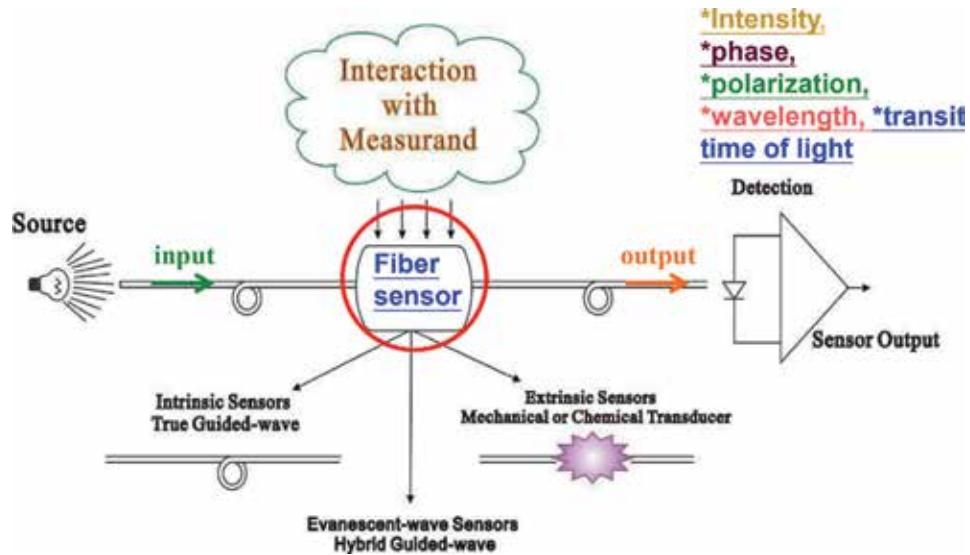 *Intensity,
*phase,
*polarization,
*wavelength, *transit
time of light
Interaction
with
Measurand
Detection
Source
input
Fiber
sensor
output
Sensor Output
Intrinsic Sensors
True Guided-wave
Extrinsic Sensors
Mechanical or Chemical Transducer
Evanescent-wave Sensors
Hybrid Guided-wave